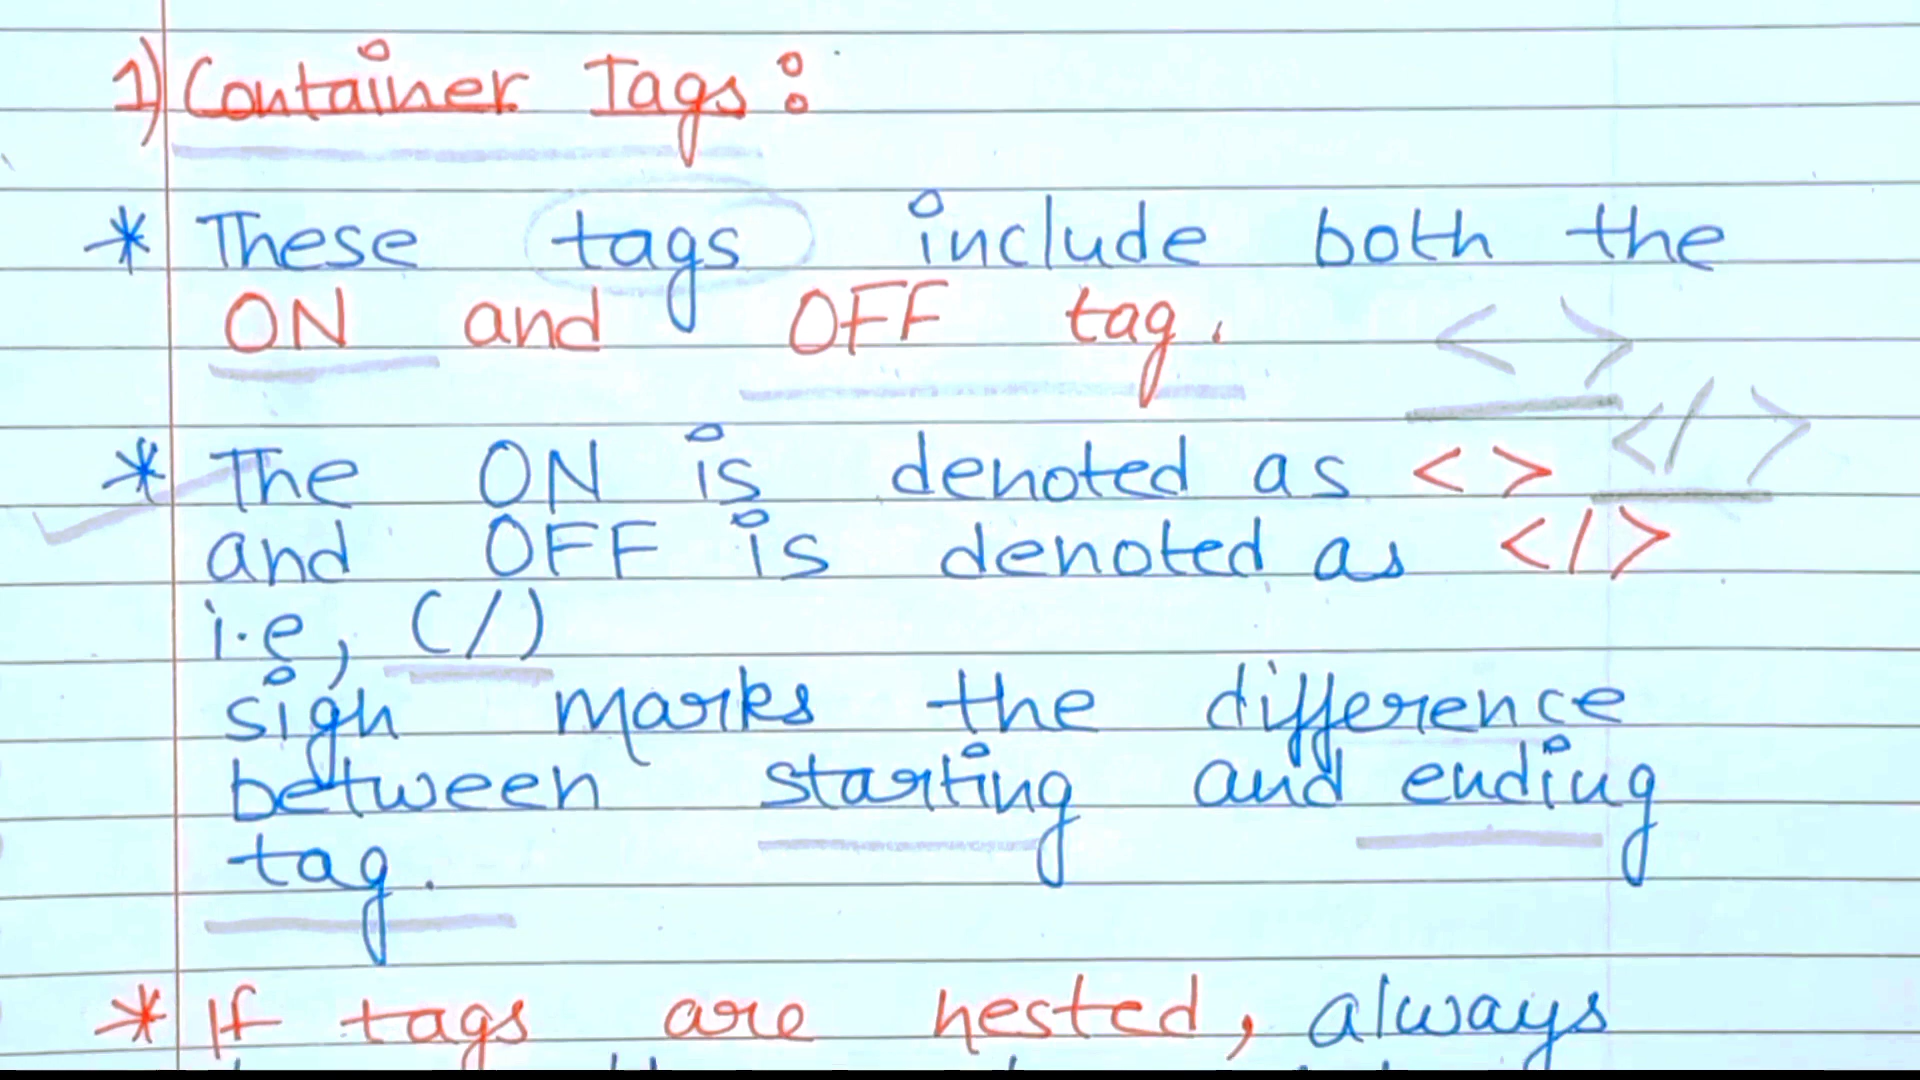 1) Container Tags:
* These tags include both the
ON and OFF tag.
< >
</>
* The ON is denoted as < >
and OFF is denoted as </>
i.e, (/)
sign marks the difference
between starting and ending
tag.
* If tags are nested, always